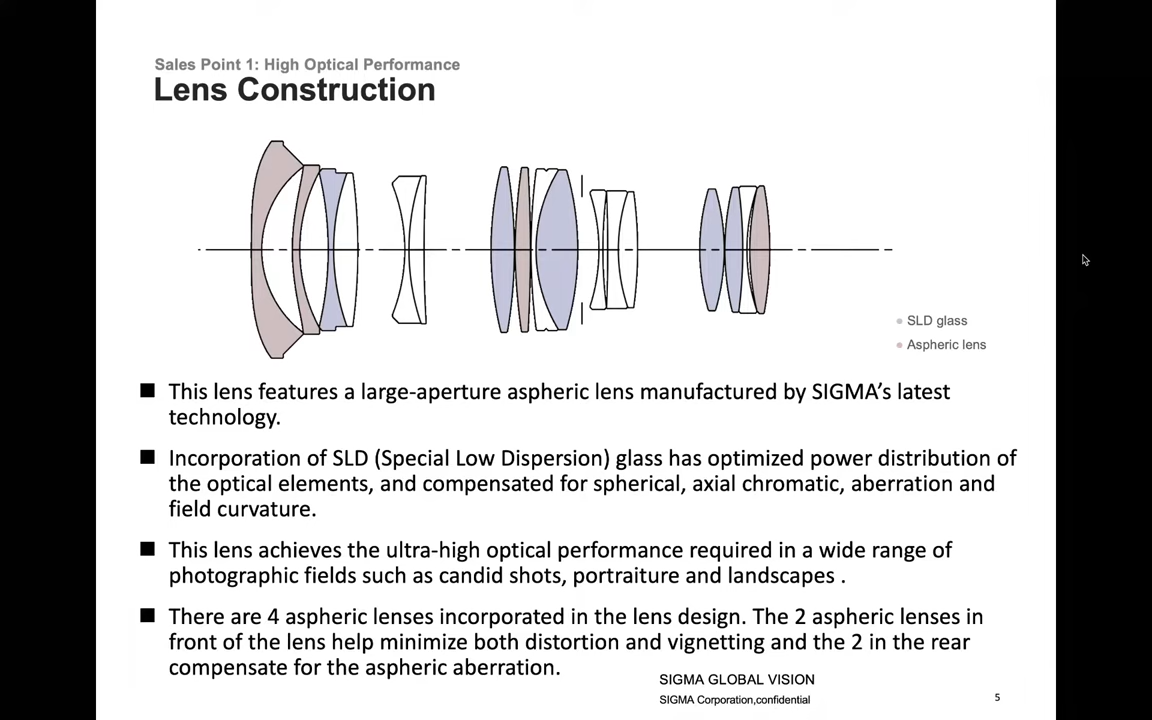 Sales Point 1: High Optical Performance
Lens Construction
SLD glass
Aspheric lens
This lens features a large-aperture aspheric lens manufactured by SIGMA’s latest
technology.
Incorporation of SLD (Special Low Dispersion) glass has optimized power distribution of
the optical elements, and compensated for spherical, axial chromatic, aberration and
field curvature.
This lens achieves the ultra-high optical performance required in a wide range of
photographic fields such as candid shots, portraiture and landscapes .
There are 4 aspheric lenses incorporated in the lens design. The 2 aspheric lenses in
front of the lens help minimize both distortion and vignetting and the 2 in the rear
compensate for the aspheric aberration.
SIGMA GLOBAL VISION
SIGMA Corporation,confidential
5